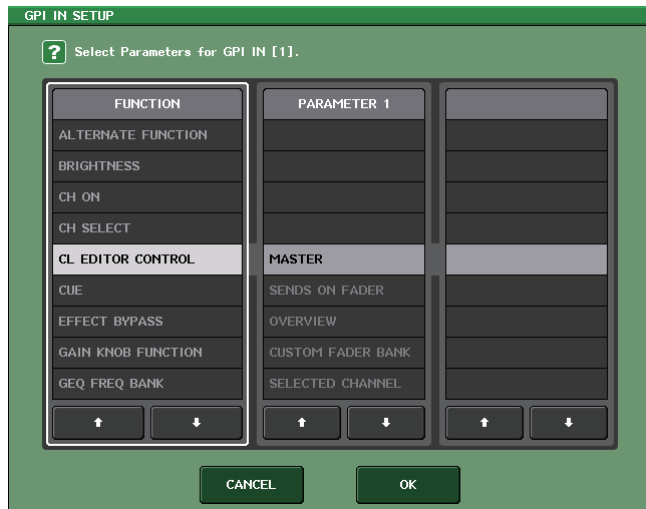 GPI IN SETUP
? Select Parameters for GPI IN [1].
FUNCTION
ALTERNATE FUNCTION
BRIGHTNESS
CH ON
CH SELECT
CL EDITOR CONTROL
CUE
EFFECT BYPASS
GAIN KNOB FUNCTION
GEQ FREQ BANK
PARAMETER 1
MASTER
SENDS ON FADER
OVERVIEW
CUSTOM FADER BANK
SELECTED CHANNEL
CANCEL
OK